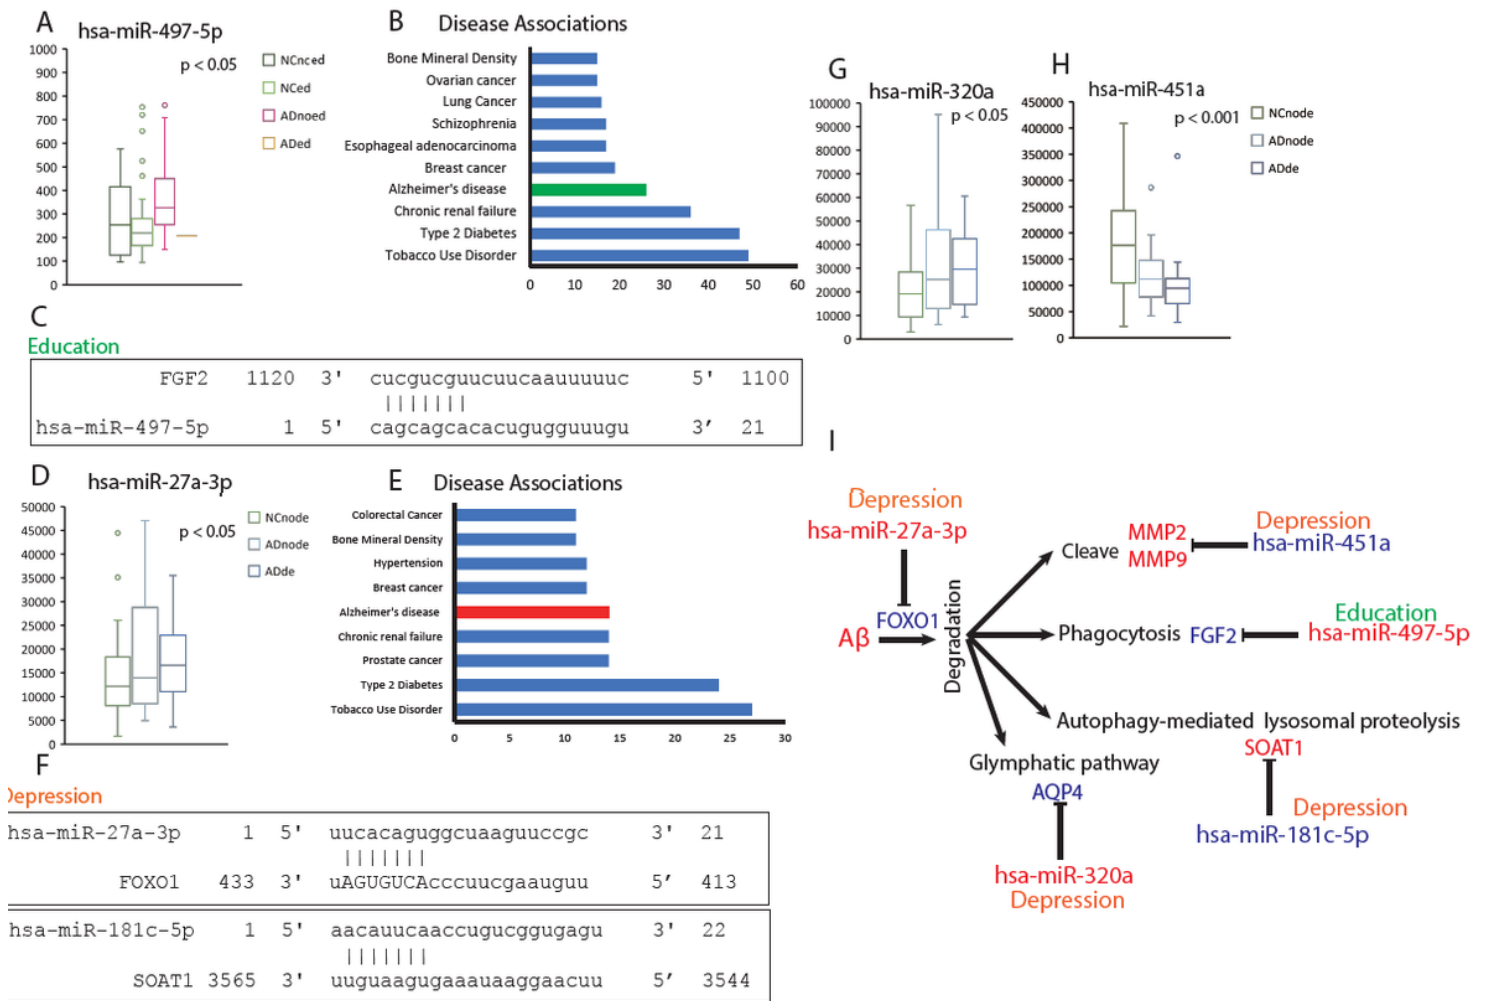 A
hsa-miR-497-5p
p < 0.05
1000
900
800
700
600
500
400
300
200
100
0
NCnced
NCed
ADnoed
ADed
B
Disease Associations
Bone Mineral Density
Ovarian cancer
Lung Cancer
Schizophrenia
Esophageal adenocarcinoma
Breast cancer
Alzheimer's disease
Chronic renal failure
Type 2 Diabetes
Tobacco Use Disorder
0 10 20 30 40 50 60
C
Education
FGF2 1120 3' cucgucguucuucaauuuuuc 5' 1100
hsa-miR-497-5p 1 5' cagcagcacacugugguuugu 3′ 21
D
hsa-miR-27a-3p
p < 0.05
50000
45000
40000
35000
30000
25000
20000
15000
10000
5000
0
NCnode
ADnode
ADde
E
Disease Associations
Colorectal Cancer
Bone Mineral Density
Hypertension
Breast cancer
Alzheimer's disease
Chronic renal failure
Prostate cancer
Type 2 Diabetes
Tobacco Use Disorder
0 5 10 15 20 25 30
F
Depression
hsa-miR-27a-3p 1 5' uucacaguggcuaaguuccgc 3' 21
FOXO1 433 3' uAGUGUCAcccuucgaauguu 5′ 413
hsa-miR-181c-5p 1 5' aacauucaaccugucggugagu 3' 22
SOAT1 3565 3' uuguaagugaaauaaggaacuu 5′ 3544
G
hsa-miR-320a
p < 0.05
100000
90000
80000
70000
60000
50000
40000
30000
20000
10000
0
H
hsa-miR-451a
p < 0.001
450000
400000
350000
300000
250000
200000
150000
100000
50000
0
NCnode
ADnode
ADde
I
Depression
hsa-miR-27a-3p
FOXO1
Aβ
Degradation
Cleave
MMP2
MMP9
Depression
hsa-miR-451a
Phagocytosis
FGF2
Education
hsa-miR-497-5p
Autophagy-mediated lysosomal proteolysis
SOAT1
Depression
hsa-miR-181c-5p
Glymphatic pathway
AQP4
hsa-miR-320a
Depression